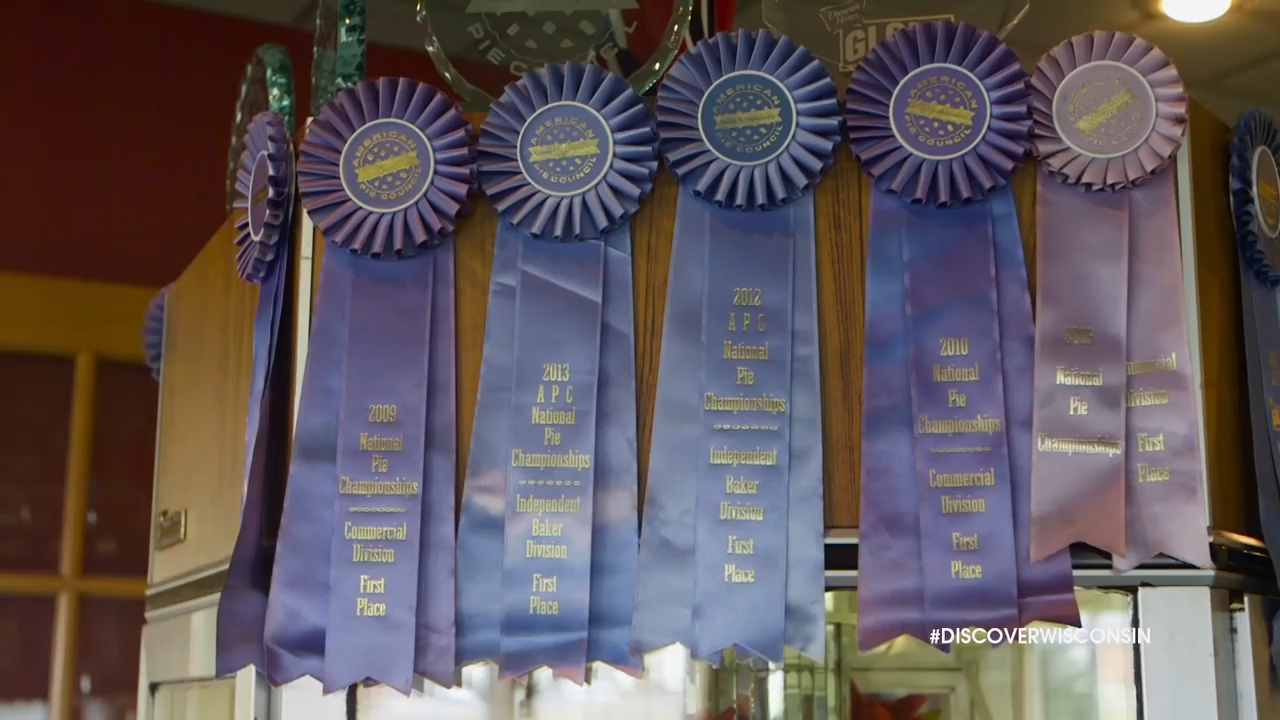 AMERICAN
PIE COUNCIL
2009
National
Pie
Championships
Commercial
Division
First
Place
AMERICAN
PIE COUNCIL
2013
A P C
National
Pie
Championships
Independent
Baker
Division
First
Place
AMERICAN
PIE COUNCIL
2012
A P C
National
Pie
Championships
Independent
Baker
Division
First
Place
AMERICAN
PIE COUNCIL
2010
National
Pie
Championships
Commercial
Division
First
Place
National
Pie
Championships
Division
First
Place
#DISCOVERWISCONSIN